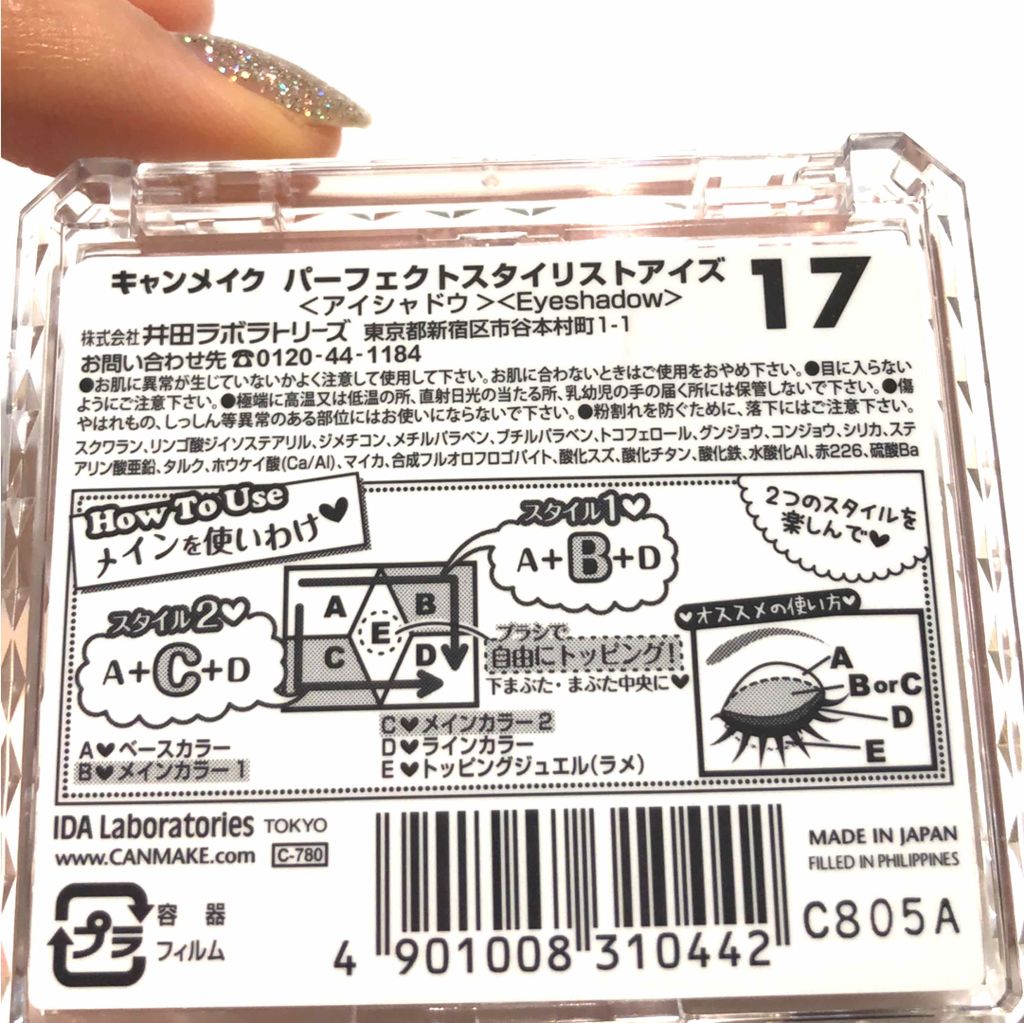 キャンメイク パーフェクトスタイリストアイズ 17
＜アイシャドウ＞＜Eyeshadow＞
株式会社 井田ラボラトリーズ 東京都新宿区市谷本村町1-1
お問い合わせ先☎0120-44-1184
●お肌に異常が生じていないかよく注意して使用して下さい。お肌に合わないときはご使用をおやめ下さい。●目に入らない
ようにご注意下さい。●極端に高温又は低温の所、直射日光の当たる所、乳幼児の手の届く所には保管しないで下さい。●傷
やはれもの、しっしん等異常のある部位にはお使いにならないで下さい。●粉割れを防ぐために、落下にはご注意下さい。
スクワラン、リンゴ酸ジイソステアリル、ジメチコン、メチルパラベン、ブチルパラベン、トコフェロール、グンジョウ、コンジョウ、シリカ、ステ
アリン酸亜鉛、タルク、ホウケイ酸(Ca/Al)、マイカ、合成フルオロフロゴパイト、酸化スズ、酸化チタン、酸化鉄、水酸化Al、赤226、硫酸Ba
How To Use
メインを使いわけ♥
スタイル1♡
A+B+D
2つのスタイルを
楽しんで♥
スタイル2♡
A+C+D
A
B
E
C
D
ブラシで
自由にトッピング!
下まぶた・まぶた中央に♥
♥オススメの使い方♥
A
B or C
D
E
A♥ベースカラー
B♥メインカラー1
C♥メインカラー2
D♥ラインカラー
E♥トッピングジュエル(ラメ)
IDA Laboratories TOKYO
www.CANMAKE.com C-780
MADE IN JAPAN
FILLED IN PHILIPPINES
プラ
容器
フィルム
4 901008 310442
C805A